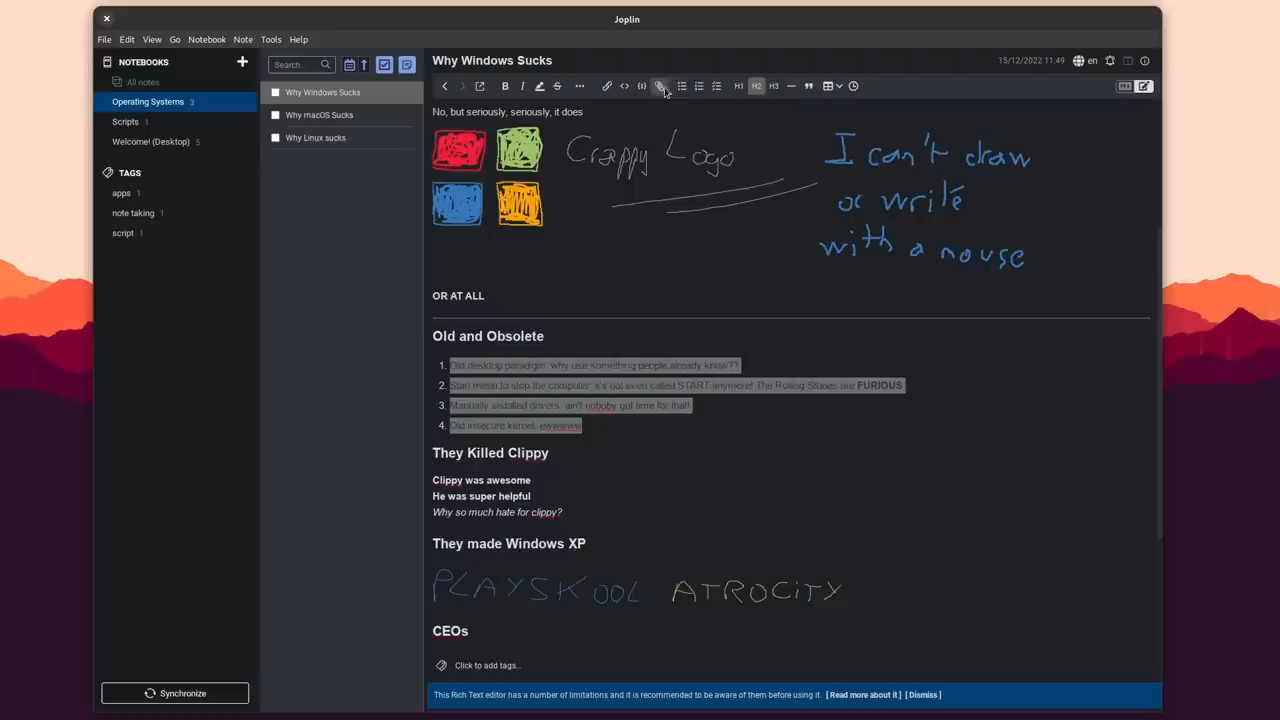 Joplin
File Edit View Go Notebook Note Tools Help
NOTEBOOKS
All notes
Operating Systems 3
Scripts 1
Welcome! (Desktop) 5
TAGS
apps 1
note taking 1
script 1
Synchronize
Search...
Why Windows Sucks
Why macOS Sucks
Why Linux sucks
Why Windows Sucks
15/12/2022 11:49
en
H1 H2 H3
No, but seriously, seriously, it does
Crappy Logo
I can't draw
or write
with a mouse
OR AT ALL
Old and Obsolete
1. Old desktop paradigm: why use something people already know??
2. Start menu to stop the computer: it's not even called START anymore! The Rolling Stones are FURIOUS
3. Manually installed drivers: ain't noboby got time for that!
4. Old insecure kernel: ewwwww
They Killed Clippy
Clippy was awesome
He was super helpful
Why so much hate for clippy?
They made Windows XP
PLAYSKOOL ATROCITY
CEOs
Click to add tags...
This Rich Text editor has a number of limitations and it is recommended to be aware of them before using it. [ Read more about it ] [ Dismiss ]